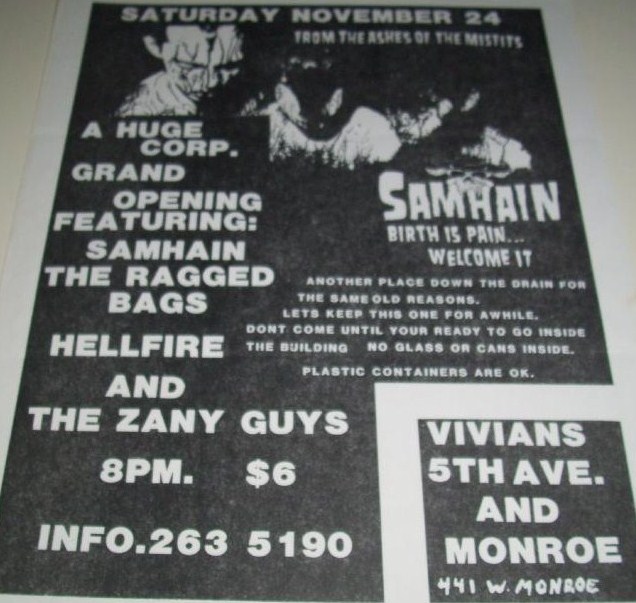 SATURDAY NOVEMBER 24
FROM THE ASHES OF THE MISFITS
A HUGE
CORP.
GRAND
OPENING
FEATURING:
SAMHAIN
THE RAGGED
BAGS
HELLFIRE
AND
THE ZANY GUYS
8PM. $6
INFO.263 5190
SAMHAIN
BIRTH IS PAIN...
WELCOME IT
ANOTHER PLACE DOWN THE DRAIN FOR
THE SAME OLD REASONS.
LETS KEEP THIS ONE FOR AWHILE.
DONT COME UNTIL YOUR READY TO GO INSIDE
THE BUILDING NO GLASS OR CANS INSIDE.
PLASTIC CONTAINERS ARE OK.
VIVIANS
5TH AVE.
AND
MONROE
441 W. MONROE